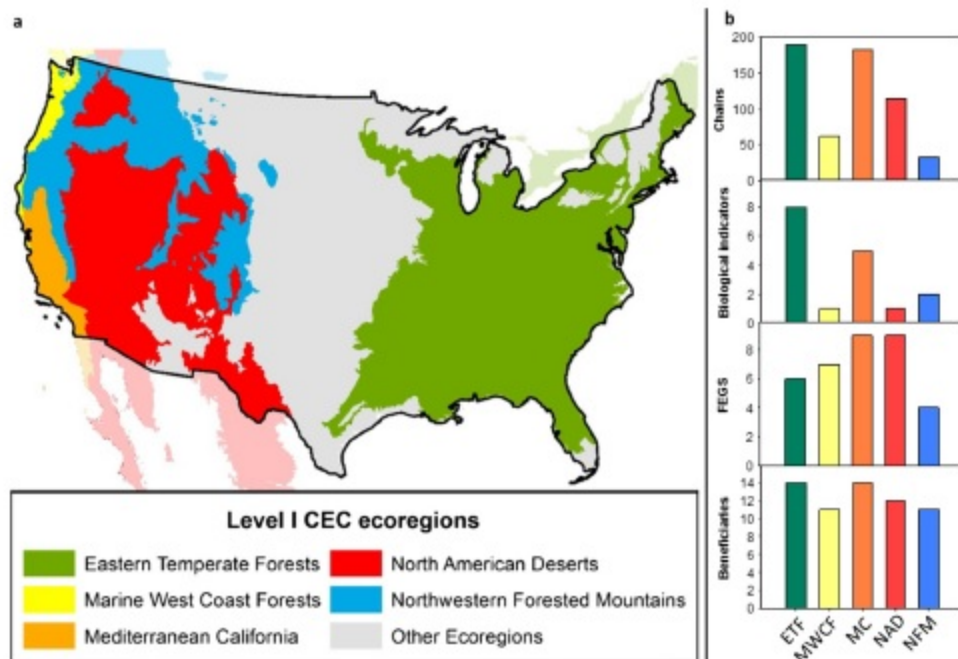 a
Level I CEC ecoregions
Eastern Temperate Forests
North American Deserts
Marine West Coast Forests
Northwestern Forested Mountains
Mediterranean California
Other Ecoregions
b
Chains
200
150
100
50
0
Biological indicators
8
6
4
2
0
FEGS
8
6
4
2
0
Beneficiaries
14
12
10
8
6
4
2
0
ETF
MWCF
MC
NAD
NFM